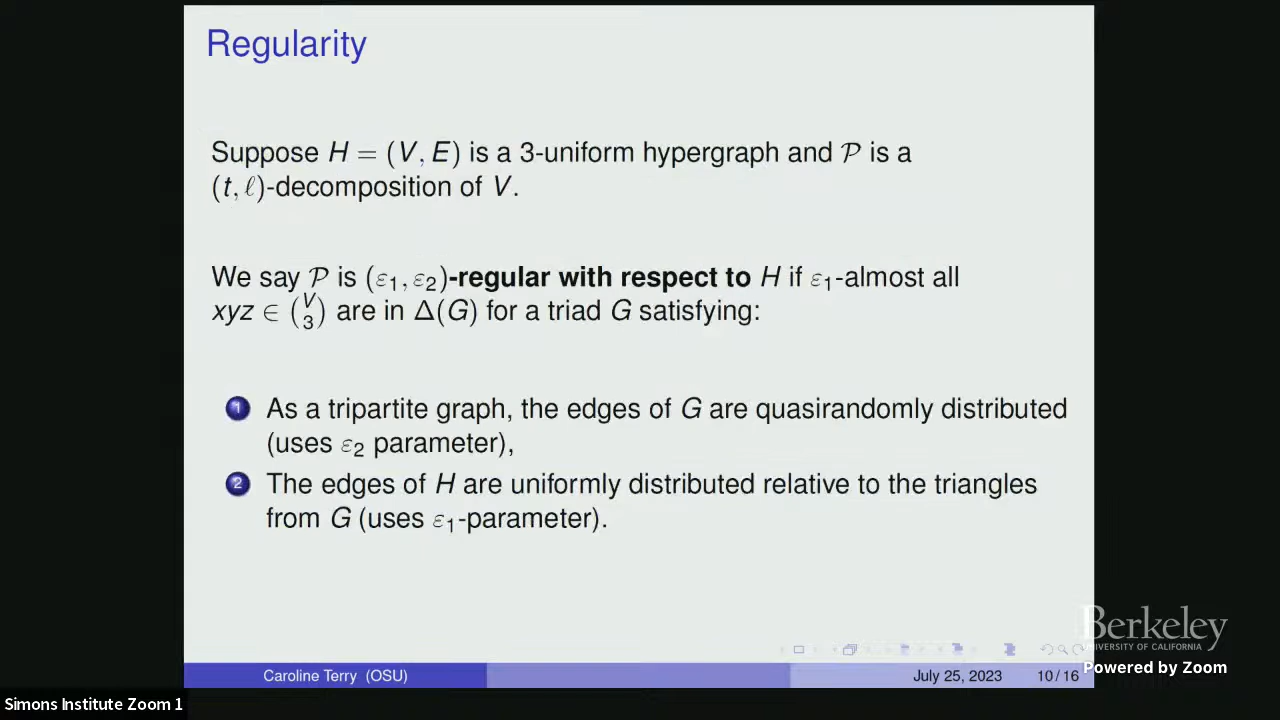 Regularity
Suppose H = (V, E) is a 3-uniform hypergraph and 𝒫 is a
(t, ℓ)-decomposition of V.
We say 𝒫 is (ε₁, ε₂)-regular with respect to H if ε₁-almost all
xyz ∈ (V 3) are in Δ(G) for a triad G satisfying:
1 As a tripartite graph, the edges of G are quasirandomly distributed
(uses ε₂ parameter),
2 The edges of H are uniformly distributed relative to the triangles
from G (uses ε₁-parameter).
Berkeley
UNIVERSITY OF CALIFORNIA
Powered by Zoom
Caroline Terry (OSU)
July 25, 2023
10 / 16
Simons Institute Zoom 1